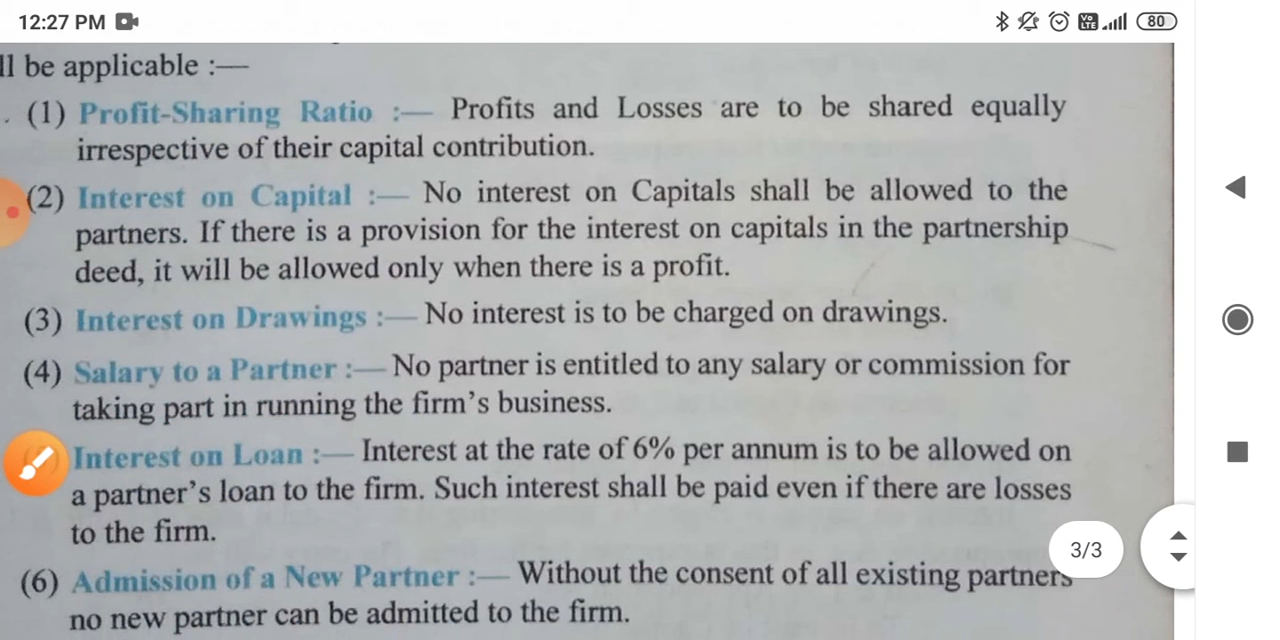 12:27 PM
Vo LTE
80
ll be applicable :—
(1) Profit-Sharing Ratio :— Profits and Losses are to be shared equally
irrespective of their capital contribution.
(2) Interest on Capital :— No interest on Capitals shall be allowed to the
partners. If there is a provision for the interest on capitals in the partnership
deed, it will be allowed only when there is a profit.
(3) Interest on Drawings :— No interest is to be charged on drawings.
(4) Salary to a Partner :— No partner is entitled to any salary or commission for
taking part in running the firm's business.
Interest on Loan :— Interest at the rate of 6% per annum is to be allowed on
a partner's loan to the firm. Such interest shall be paid even if there are losses
to the firm.
3/3
(6) Admission of a New Partner :— Without the consent of all existing partners
no new partner can be admitted to the firm.